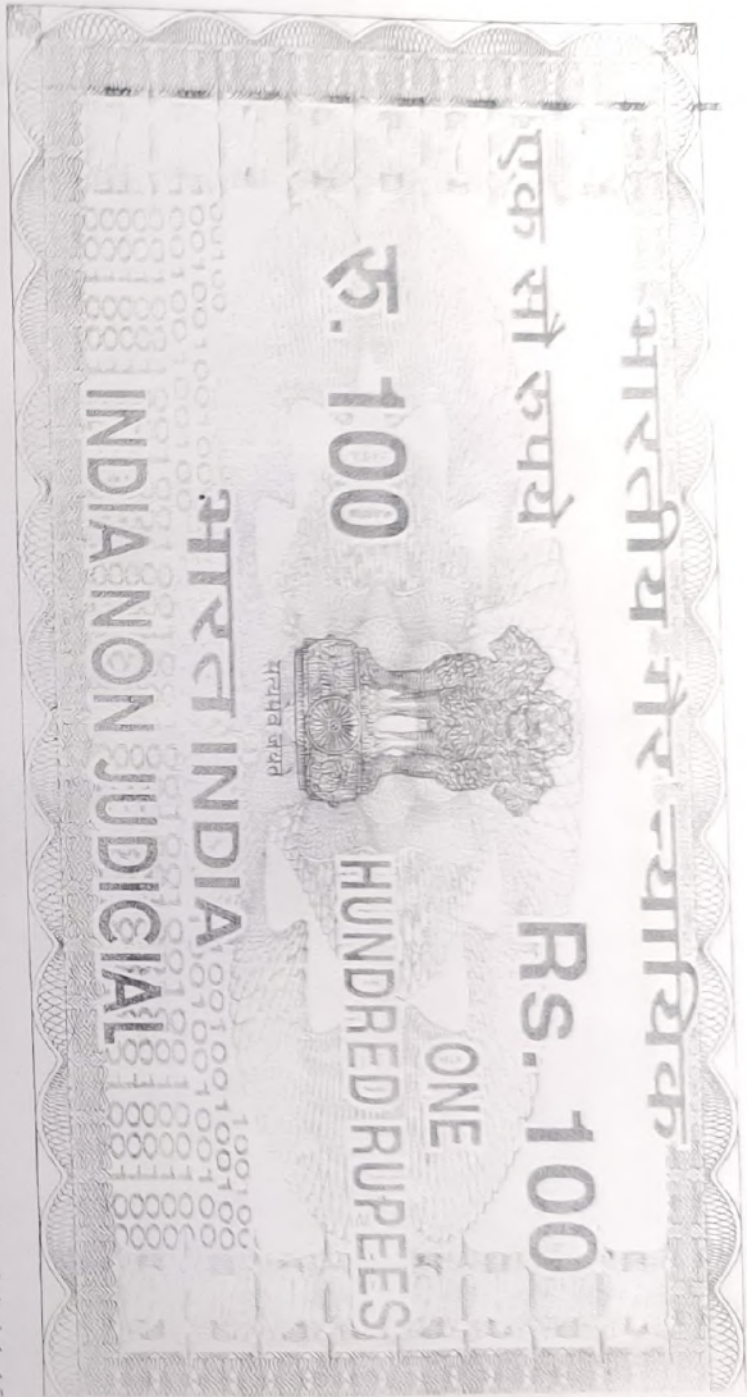 भारतीय गैर न्यायिक
एक सौ रुपये
रु. 100
Rs. 100
ONE
HUNDRED RUPEES
सत्यमेव जयते
भारत INDIA
INDIA NON JUDICIAL